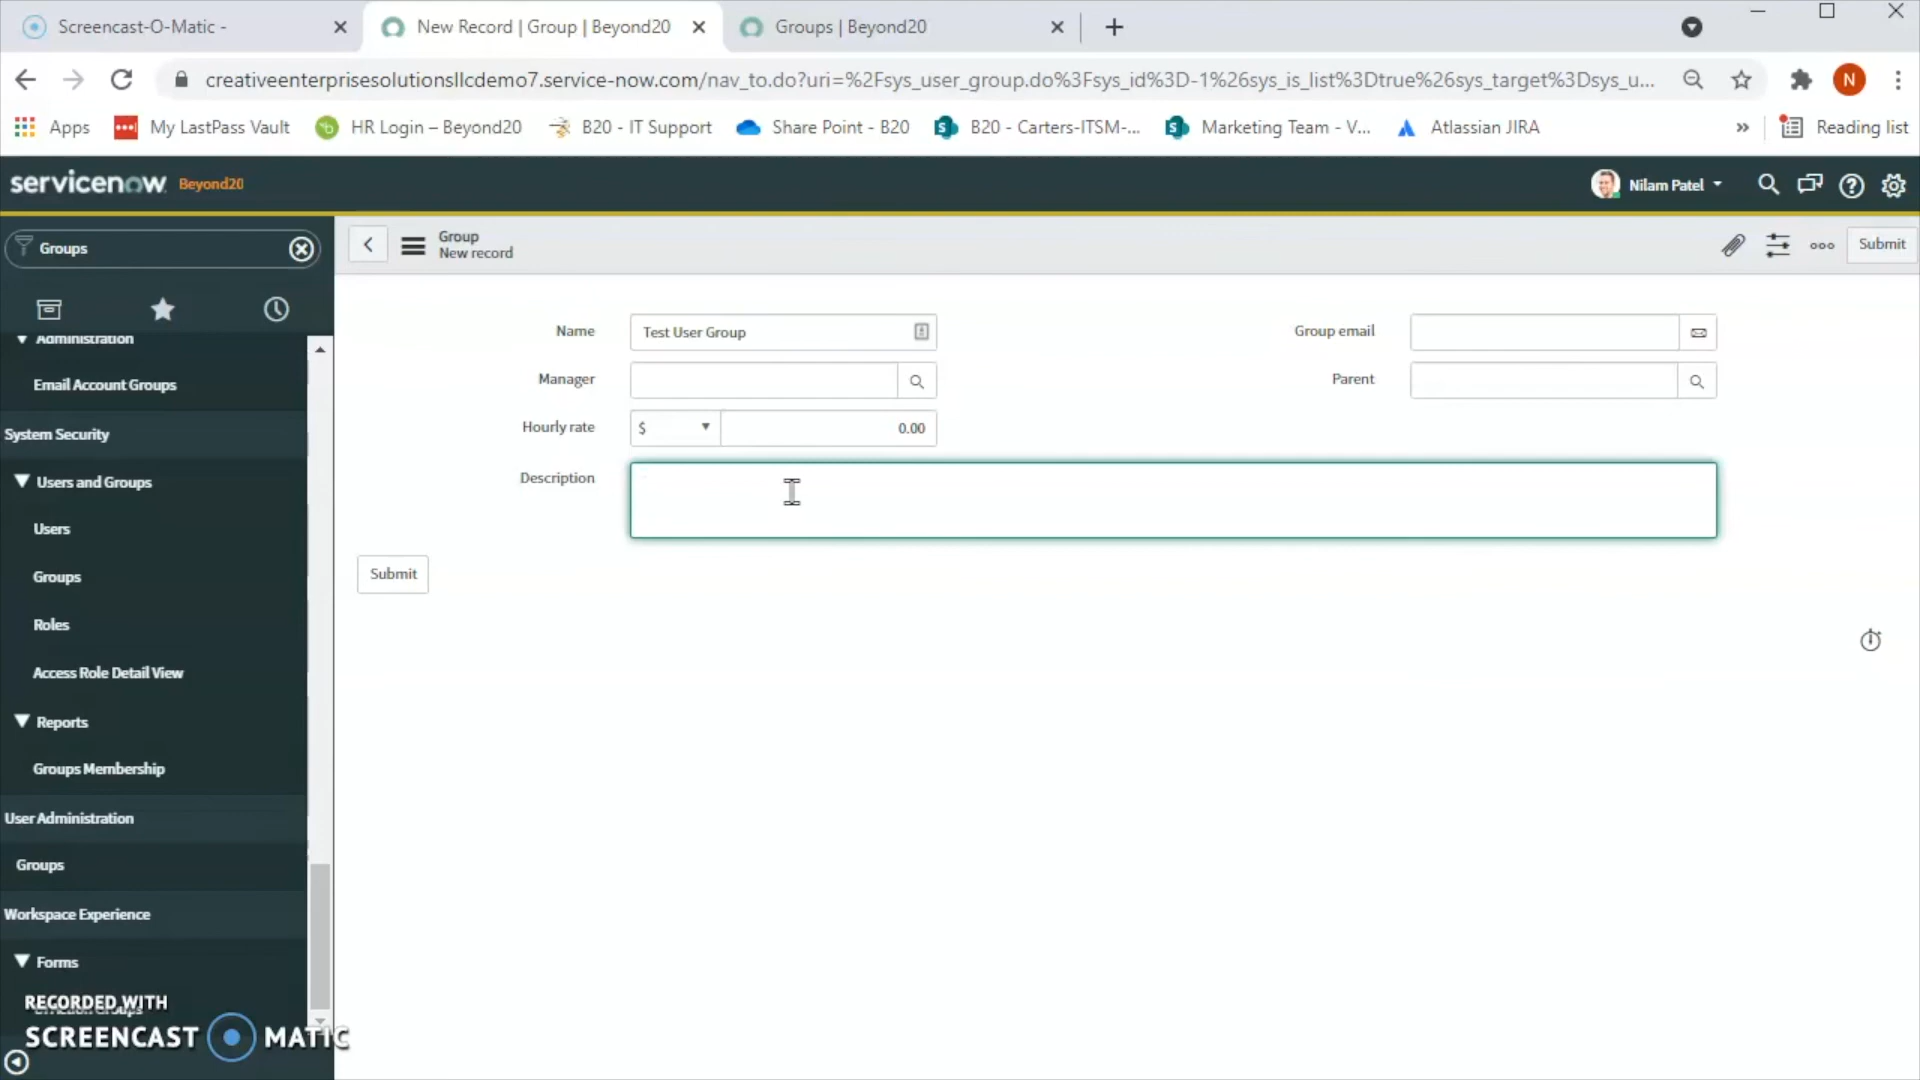 Screencast-O-Matic -
New Record | Group | Beyond20
Groups | Beyond20
creativeenterprisesolutionsllcdemo7.service-now.com/nav_to.do?uri=%2Fsys_user_group.do%3Fsys_id%3D-1%26sys_is_list%3Dtrue%26sys_target%3Dsys_u...
N
Apps
My LastPass Vault
HR Login – Beyond20
B20 - IT Support
Share Point - B20
B20 - Carters-ITSM-...
Marketing Team - V...
Atlassian JIRA
»
Reading list
servicenow Beyond20
Nilam Patel
Groups
Group
New record
Submit
Administration
Email Account Groups
System Security
Users and Groups
Users
Groups
Roles
Access Role Detail View
Reports
Groups Membership
User Administration
Groups
Workspace Experience
Forms
Name
Test User Group
Group email
Manager
Parent
Hourly rate
$
0.00
Description
Submit
RECORDED WITH
SCREENCAST MATIC